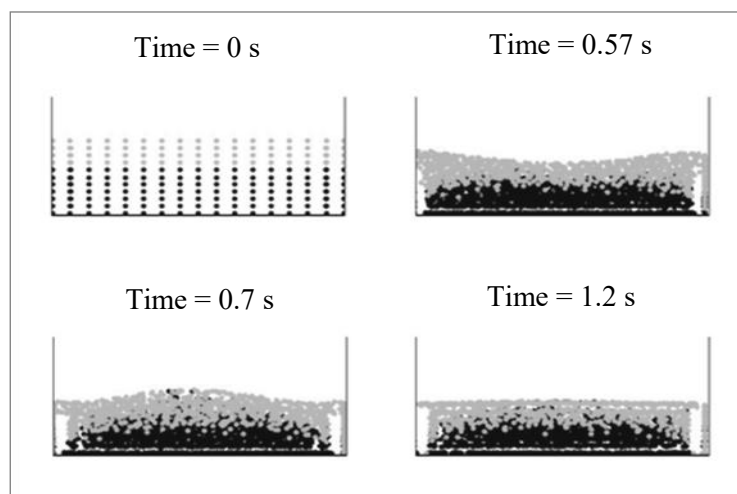 Time = 0 s
Time = 0.57 s
Time = 0.7 s
Time = 1.2 s